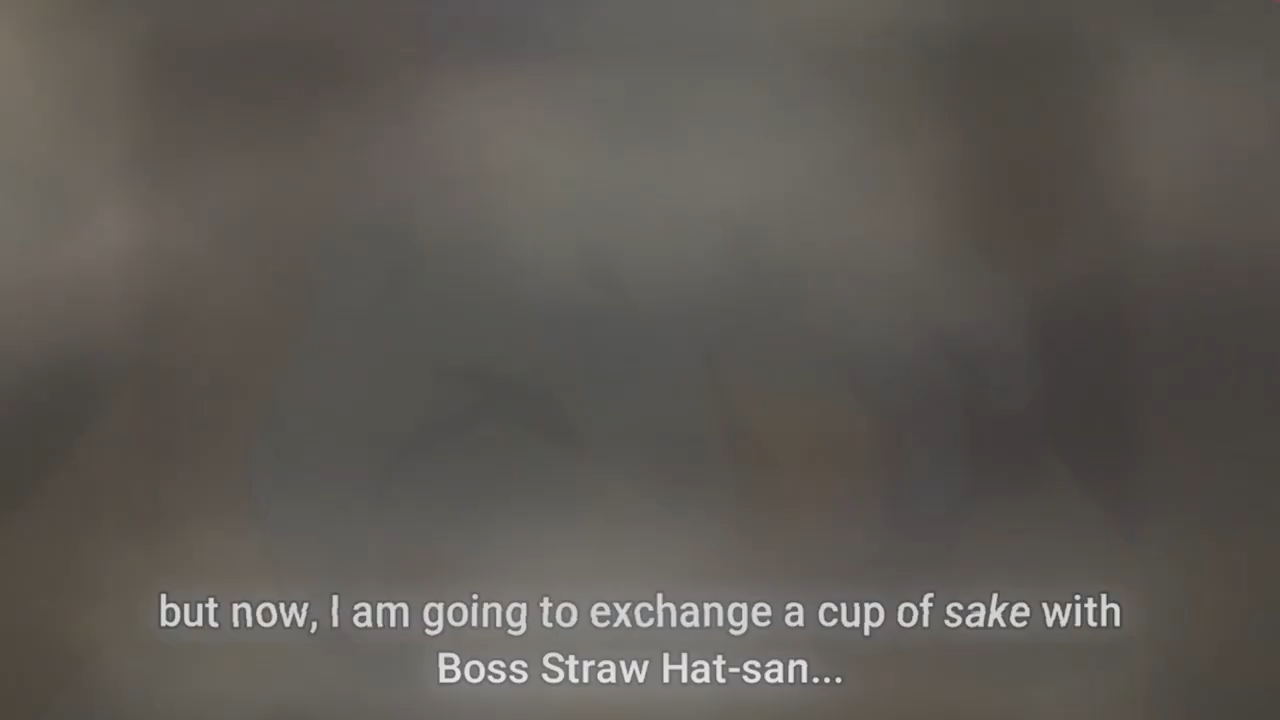 but now, I am going to exchange a cup of sake with
Boss Straw Hat-san...